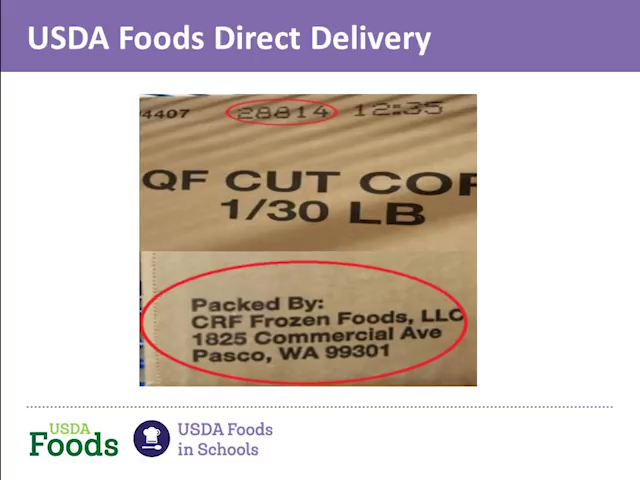 USDA Foods Direct Delivery
4407 28814 12:35
QF CUT COR
1/30 LB
Packed By:
CRF Frozen Foods, LLC
1825 Commercial Ave
Pasco, WA 99301
USDA
Foods
USDA Foods
in Schools